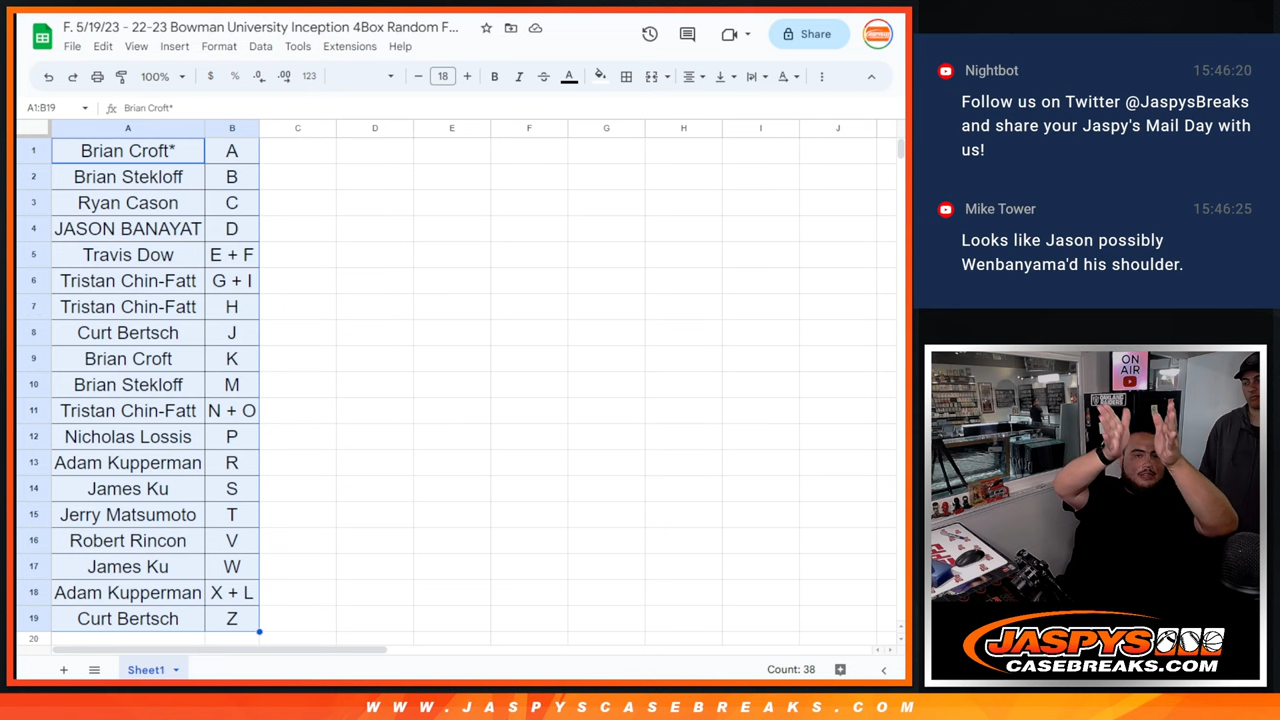 F. 5/19/23 - 22-23 Bowman University Inception 4Box Random F...
File Edit View Insert Format Data Tools Extensions Help
Share
100% $ % .0 .00 123 18 B I A
A1:B19 fx Brian Croft*
A B C D E F G H I J
1 Brian Croft* A
2 Brian Stekloff B
3 Ryan Cason C
4 JASON BANAYAT D
5 Travis Dow E + F
6 Tristan Chin-Fatt G + I
7 Tristan Chin-Fatt H
8 Curt Bertsch J
9 Brian Croft K
10 Brian Stekloff M
11 Tristan Chin-Fatt N + O
12 Nicholas Lossis P
13 Adam Kupperman R
14 James Ku S
15 Jerry Matsumoto T
16 Robert Rincon V
17 James Ku W
18 Adam Kupperman X + L
19 Curt Bertsch Z
20
Sheet1
Count: 38
Nightbot 15:46:20
Follow us on Twitter @JaspysBreaks
and share your Jaspy's Mail Day with
us!
Mike Tower 15:46:25
Looks like Jason possibly
Wenbanyama'd his shoulder.
ON
AIR
OAKLAND
RAIDERS
JASPYS
CASEBREAKS.COM
WWW.JASPYSCASEBREAKS.COM